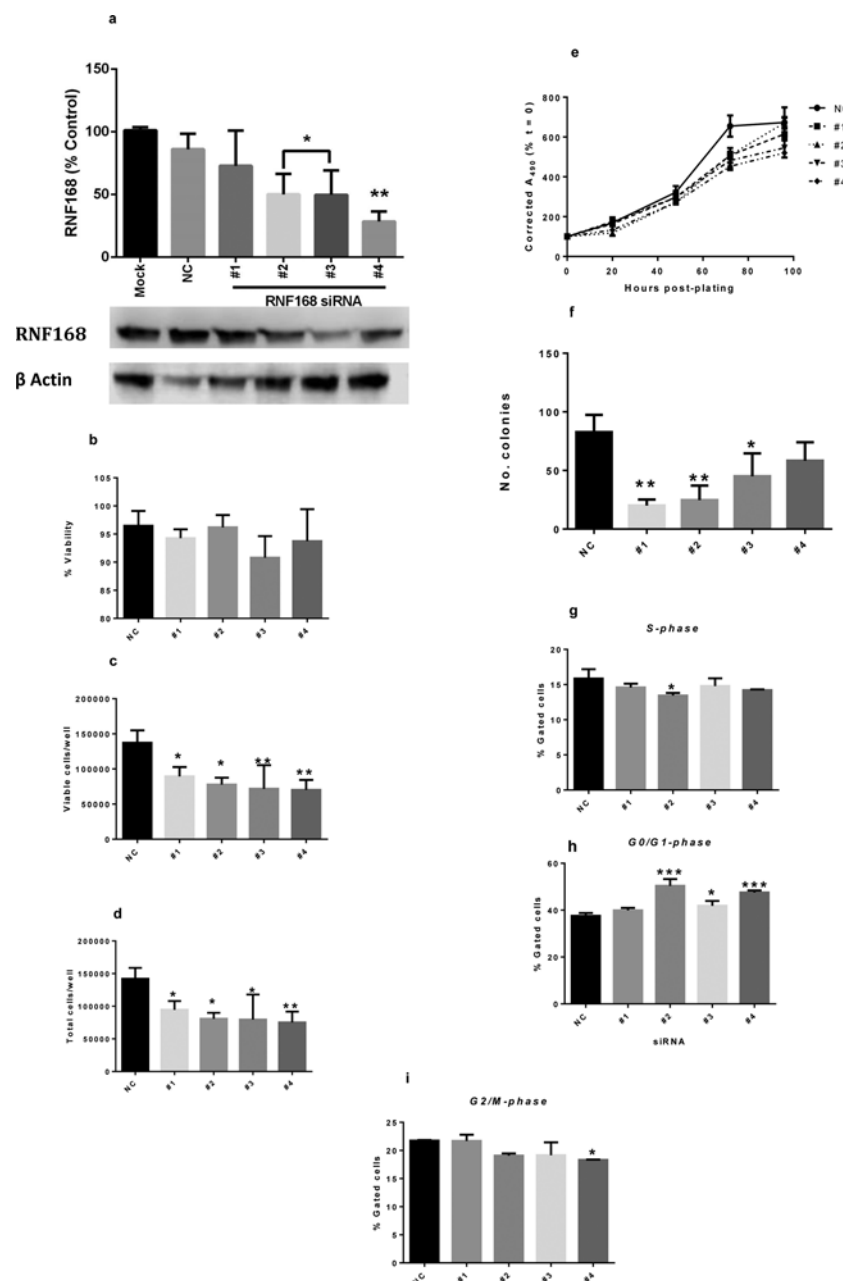 a
RNF168 (% Control)
150
100
50
0
*
**
Mock
NC
#1
#2
#3
#4
RNF168 siRNA
RNF168
β Actin
b
% Viability
105
100
95
90
85
80
NC
#1
#2
#3
#4
c
Viable cells/well
200000
150000
100000
50000
0
*
*
**
**
NC
#1
#2
#3
#4
d
Total cells/well
200000
150000
100000
50000
0
*
*
*
**
NC
#1
#2
#3
#4
e
Corrected A490 (% t = 0)
800
600
400
200
0
0
20
40
60
80
100
Hours post-plating
#1
#2
#3
#4
f
No. colonies
150
100
50
0
**
**
*
NC
#1
#2
#3
#4
g
S-phase
% Gated cells
20
15
10
5
0
*
NC
#1
#2
#3
#4
h
G0/G1-phase
% Gated cells
60
40
20
0
***
*
***
NC
#1
#2
#3
#4
siRNA
i
G2/M-phase
% Gated cells
25
20
15
10
5
0
*
NC
#1
#2
#3
#4